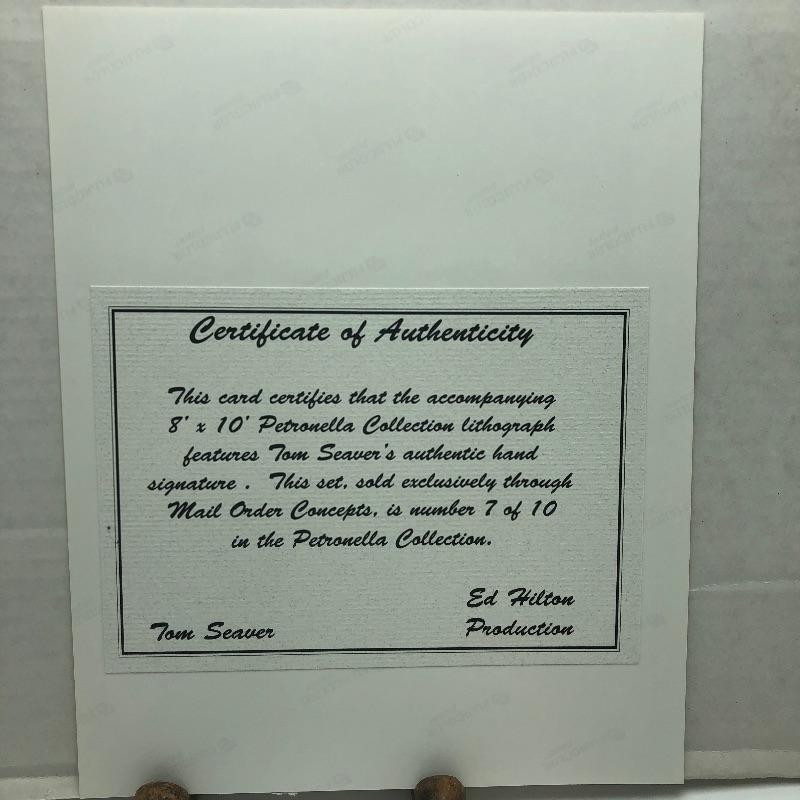 Certificate of Authenticity
This card certifies that the accompanying
8' x 10' Petronella Collection lithograph
features Tom Seaver's authentic hand
signature . This set, sold exclusively through
Mail Order Concepts, is number 7 of 10
in the Petronella Collection.
Ed Hilton
Tom Seaver Production